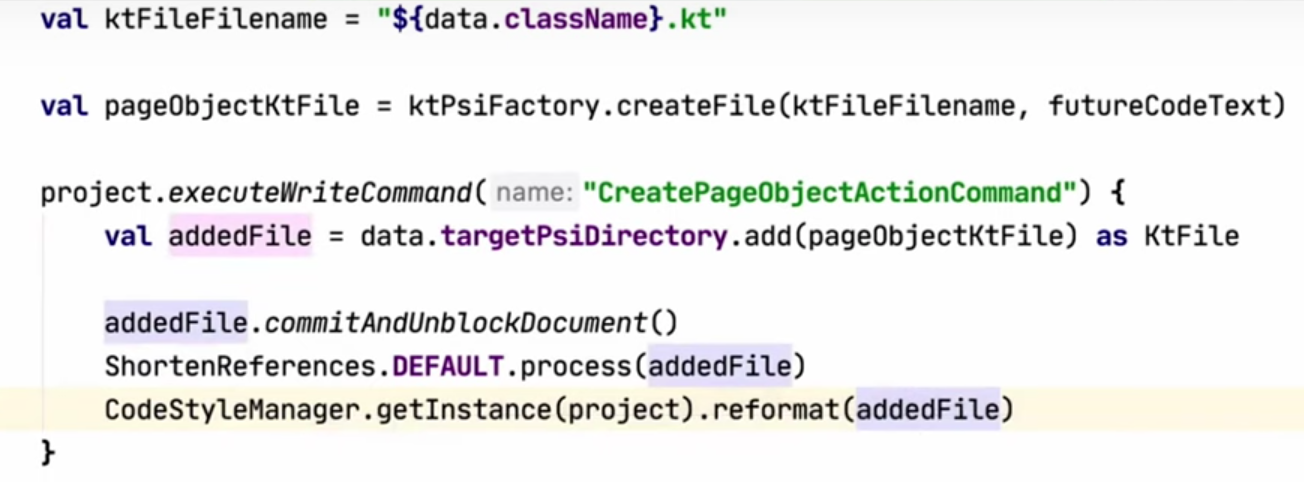 val ktFileFilename = "${data.className}.kt"
val pageObjectKtFile = ktPsiFactory.createFile(ktFileFilename, futureCodeText)
project.executeWriteCommand( name: "CreatePageObjectActionCommand") {
val addedFile = data.targetPsiDirectory.add(pageObjectKtFile) as KtFile
addedFile.commitAndUnblockDocument()
ShortenReferences.DEFAULT.process(addedFile)
CodeStyleManager.getInstance(project).reformat(addedFile)
}